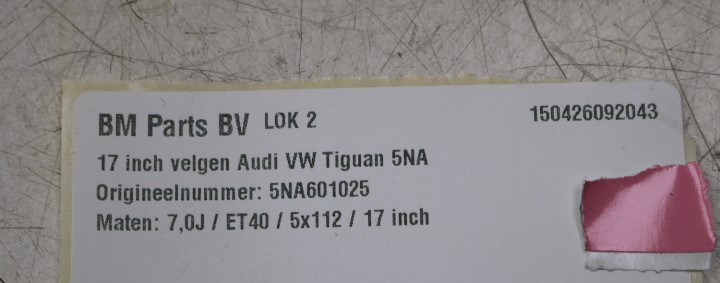 BM Parts BV LOK 2 150426092043
17 inch velgen Audi VW Tiguan 5NA
Origineelnummer: 5NA601025
Maten: 7,0J / ET40 / 5x112 / 17 inch